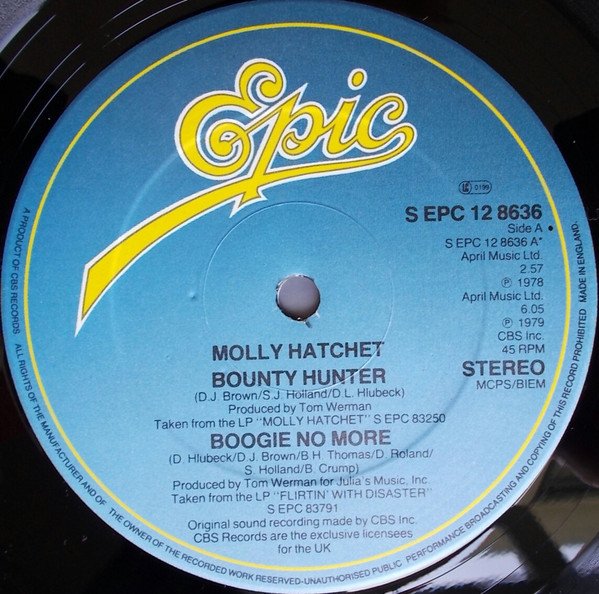 Epic
LC 0199
S EPC 12 8636
Side A •
S EPC 12 8636 A*
April Music Ltd.
2.57
℗ 1978
April Music Ltd.
6.05
℗ 1979
CBS Inc.
45 RPM
STEREO
MCPS/BIEM
MOLLY HATCHET
BOUNTY HUNTER
(D.J. Brown/S.J. Holland/D.L. Hlubeck)
Produced by Tom Werman
Taken from the LP "MOLLY HATCHET" S EPC 83250
BOOGIE NO MORE
(D. Hlubeck/D.J. Brown/B.H. Thomas/D. Roland/
S. Holland/B. Crump)
Produced by Tom Werman for Julia's Music, Inc
Taken from the LP "FLIRTIN' WITH DISASTER"
S EPC 83791
Original sound recording made by CBS Inc.
CBS Records are the exclusive licensees
for the UK
A PRODUCT OF CBS RECORDS ALL RIGHTS OF THE MANUFACTURER AND OF THE OWNER OF THE RECORDED WORK RESERVED-UNAUTHORISED PUBLIC PERFORMANCE BROADCASTING AND COPYING OF THIS RECORD PROHIBITED MADE IN ENGLAND.